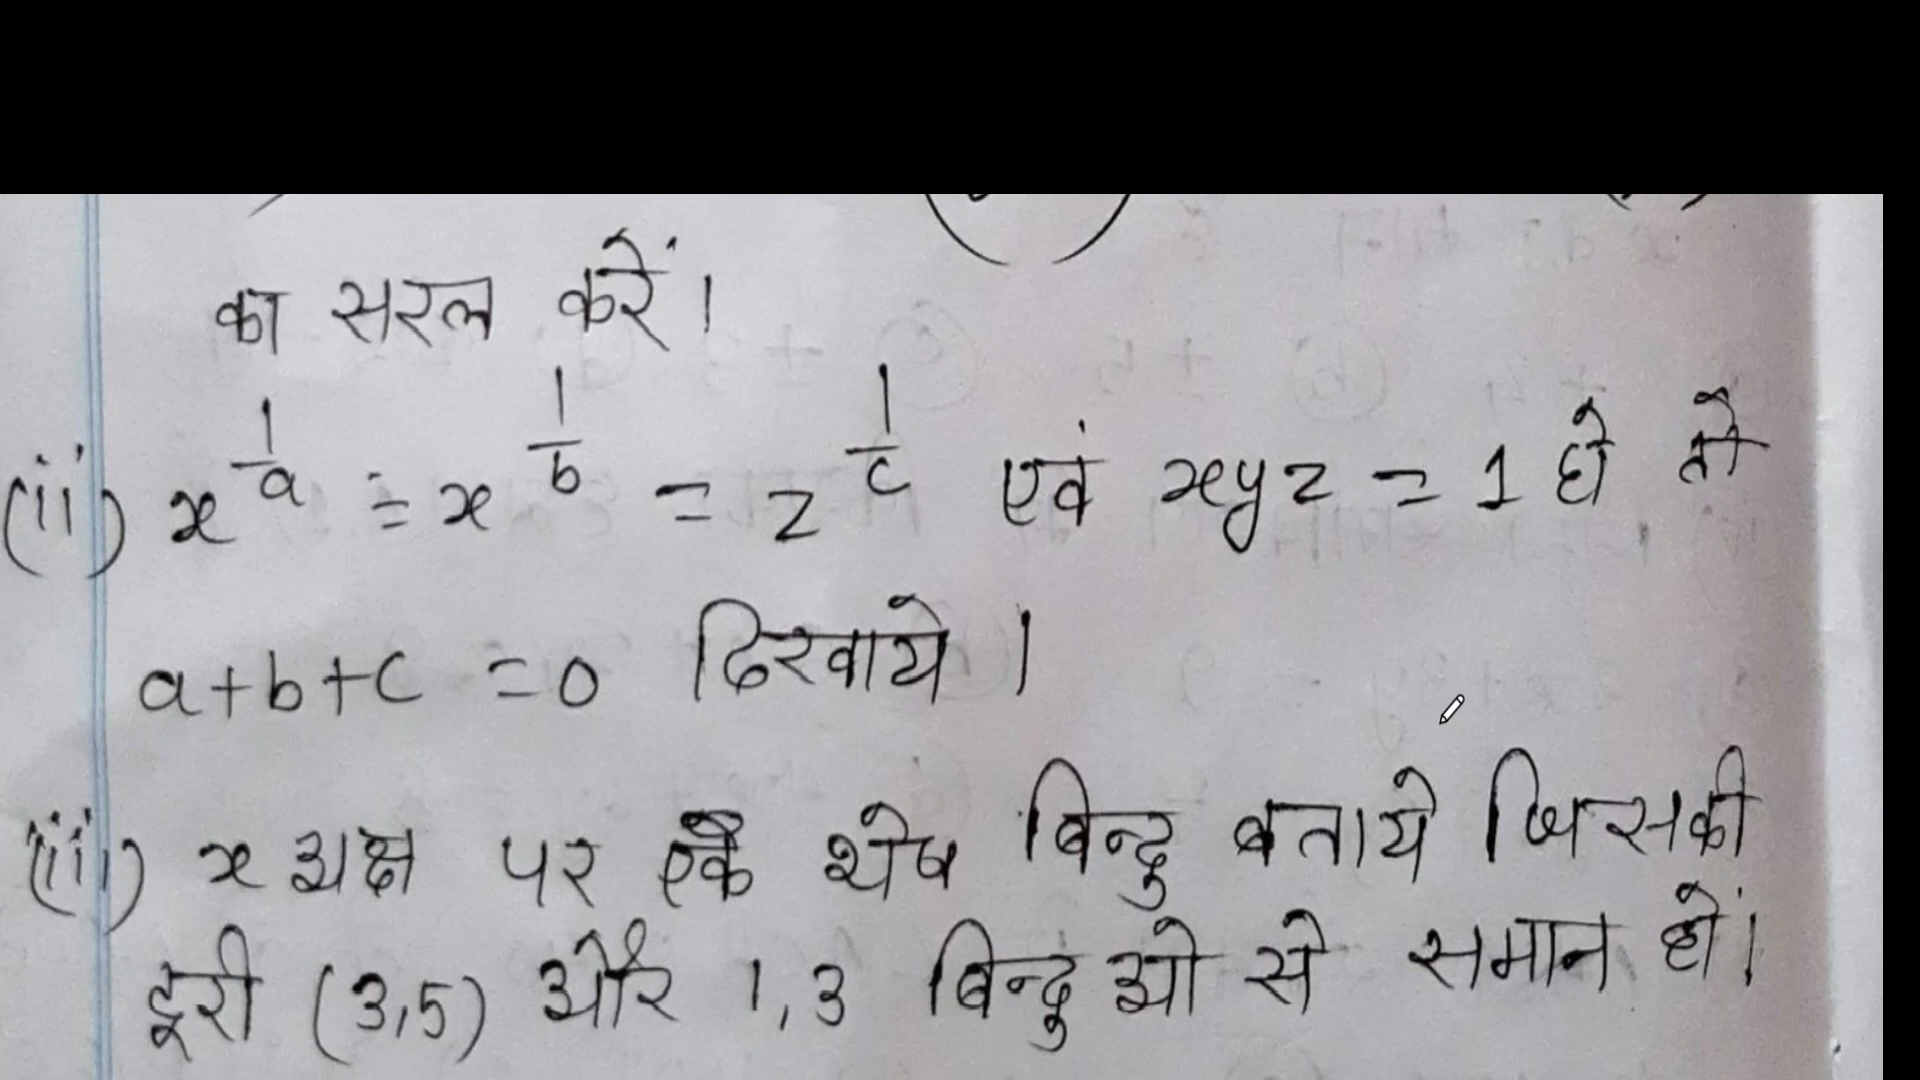 का सरल करें।
(ii) x^(1/a) = x^(1/b) = z^(1/c) एवं xyz = 1 हो तो
a+b+c = 0 दिखाये।
(iii) x अक्ष पर एक बिन्दु बताये जिसकी
दूरी (3,5) और 1,3 बिन्दुओ से समान हो।